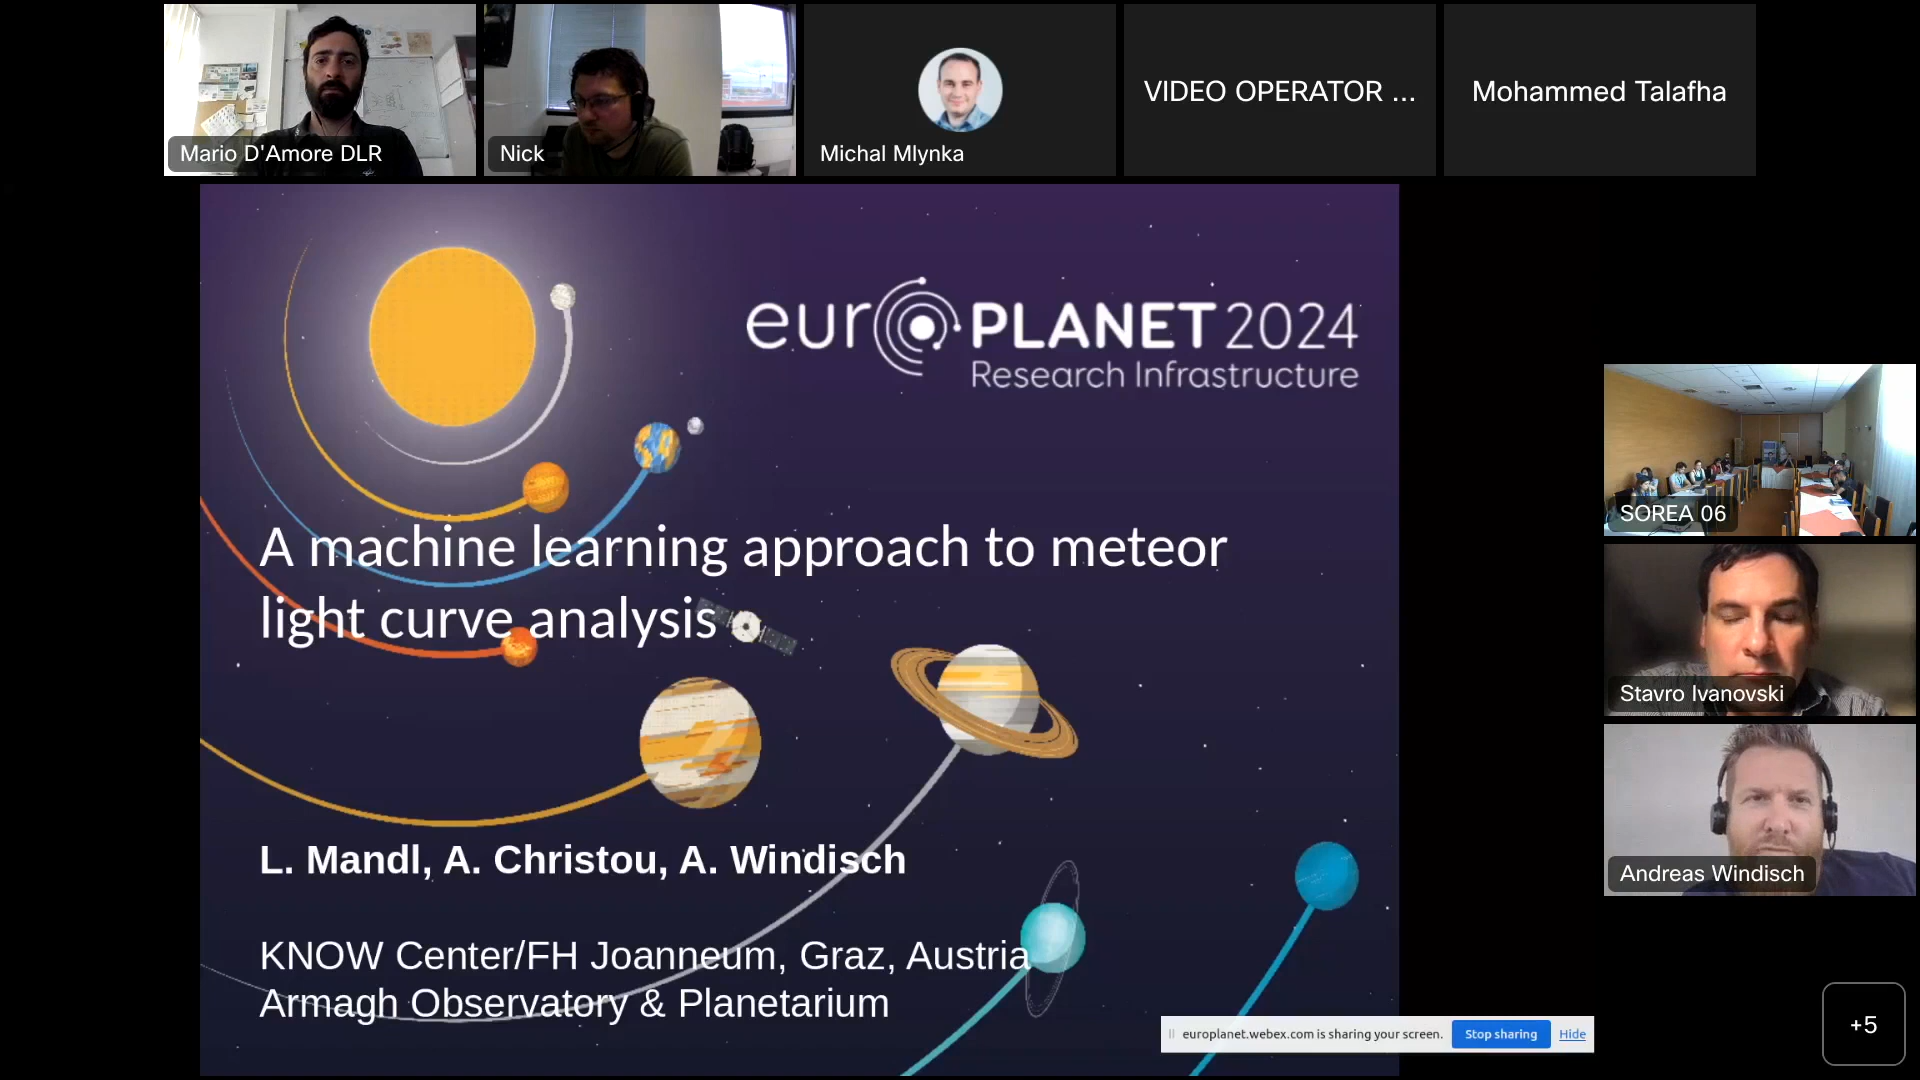 Mario D'Amore DLR
Nick
Michal Mlynka
VIDEO OPERATOR ...
Mohammed Talafha
eur PLANET 2024
Research Infrastructure
A machine learning approach to meteor
light curve analysis
L. Mandl, A. Christou, A. Windisch
KNOW Center/FH Joanneum, Graz, Austria
Armagh Observatory & Planetarium
europlanet.webex.com is sharing your screen. Stop sharing Hide
SOREA 06
Stavro Ivanovski
Andreas Windisch
+5